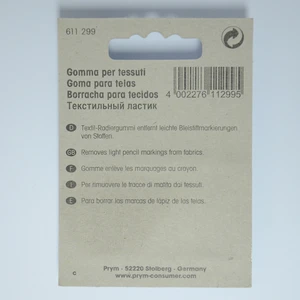 611 299
Gomma per tessuti
Goma para telas
Borracha para tecidos
Текстильный ластик
4 002276 112995
D Textil-Radiergummi entfernt leichte Bleistiftmarkierungen
von Stoffen.
GB Removes light pencil markings from fabrics.
F Gomme enlève les marquages au crayon.
I Per rimuovere le tracce di matita dai tessuti.
E Para borrar las marcas de lápiz de las telas.
C
Prym - 52220 Stolberg - Germany
www.prym-consumer.com